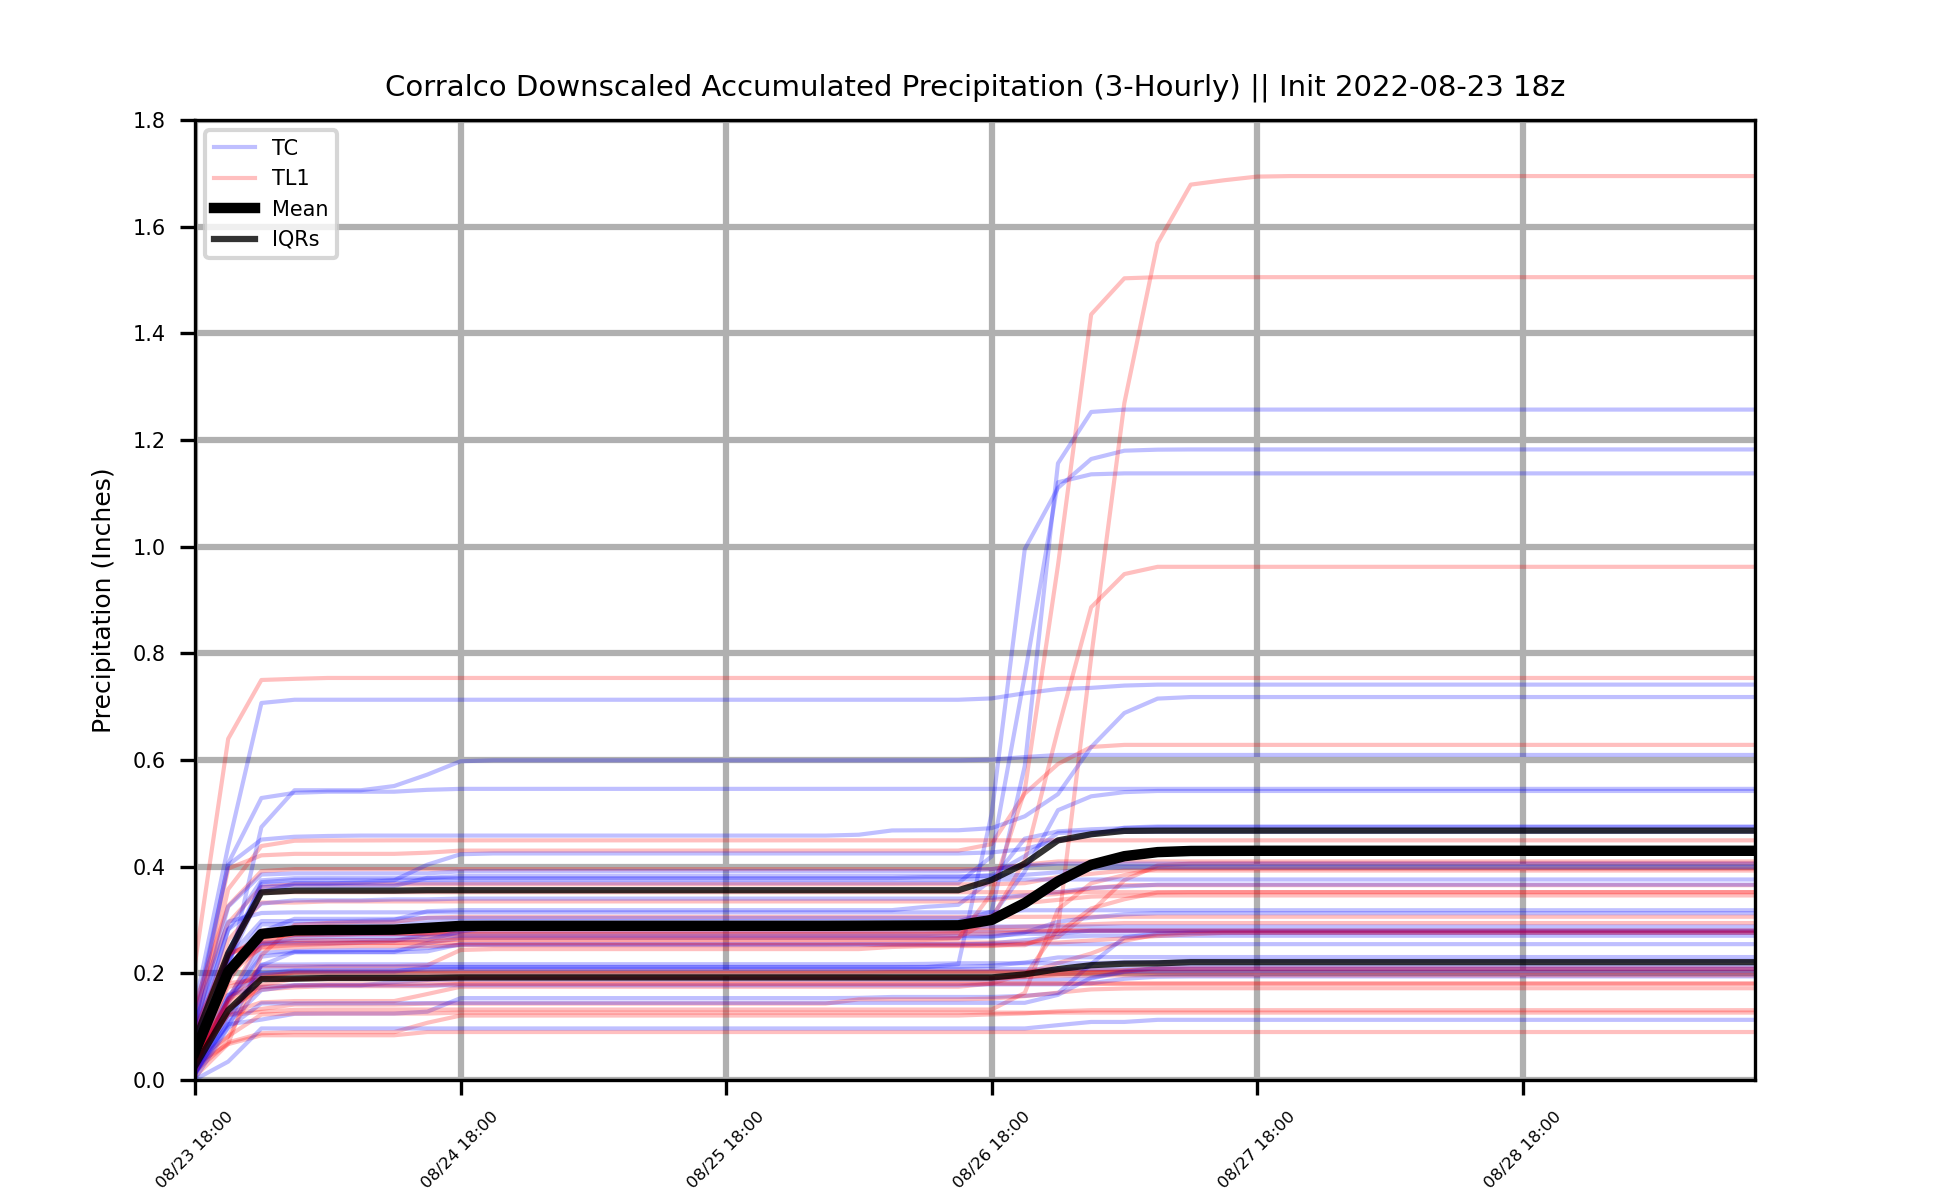 Corralco Downscaled Accumulated Precipitation (3-Hourly) || Init 2022-08-23 18z
TC
TL1
Mean
IQRs
Precipitation (Inches)
1.8
1.6
1.4
1.2
1.0
0.8
0.6
0.4
0.2
0.0
08/23 18:00
08/24 18:00
08/25 18:00
08/26 18:00
08/27 18:00
08/28 18:00